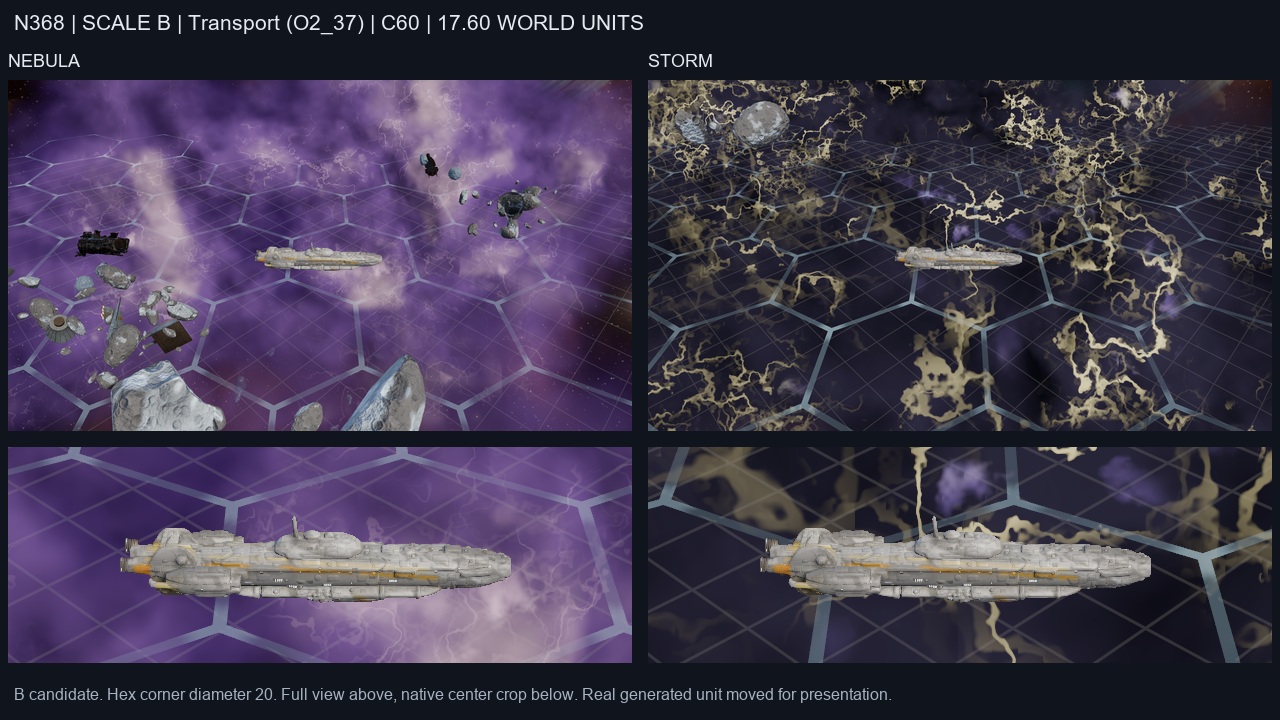 N368 | SCALE B | Transport (O2_37) | C60 | 17.60 WORLD UNITS
NEBULA
STORM
B candidate. Hex corner diameter 20. Full view above, native center crop below. Real generated unit moved for presentation.